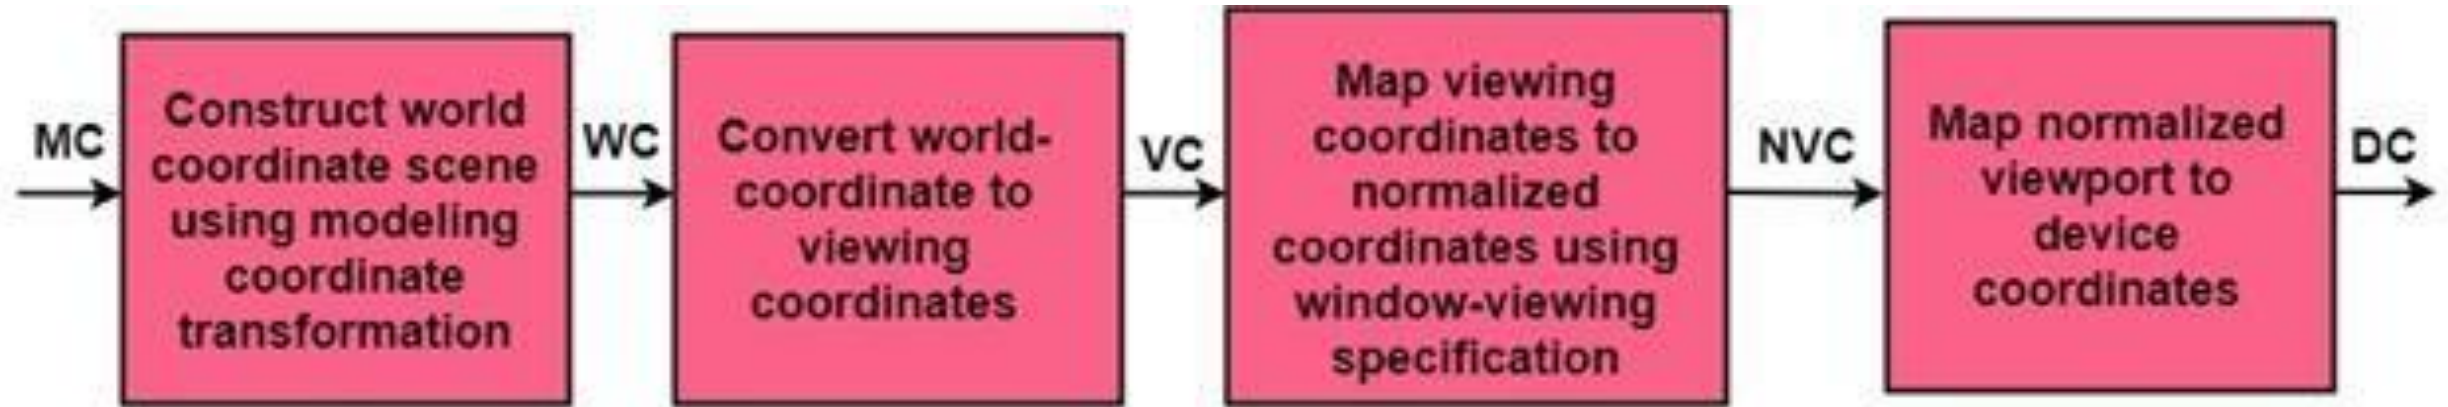 MC
Construct world
coordinate scene
using modeling
coordinate
transformation
WC
Convert world-
coordinate to
viewing
coordinates
VC
Map viewing
coordinates to
normalized
coordinates using
window-viewing
specification
NVC
Map normalized
viewport to
device
coordinates
DC